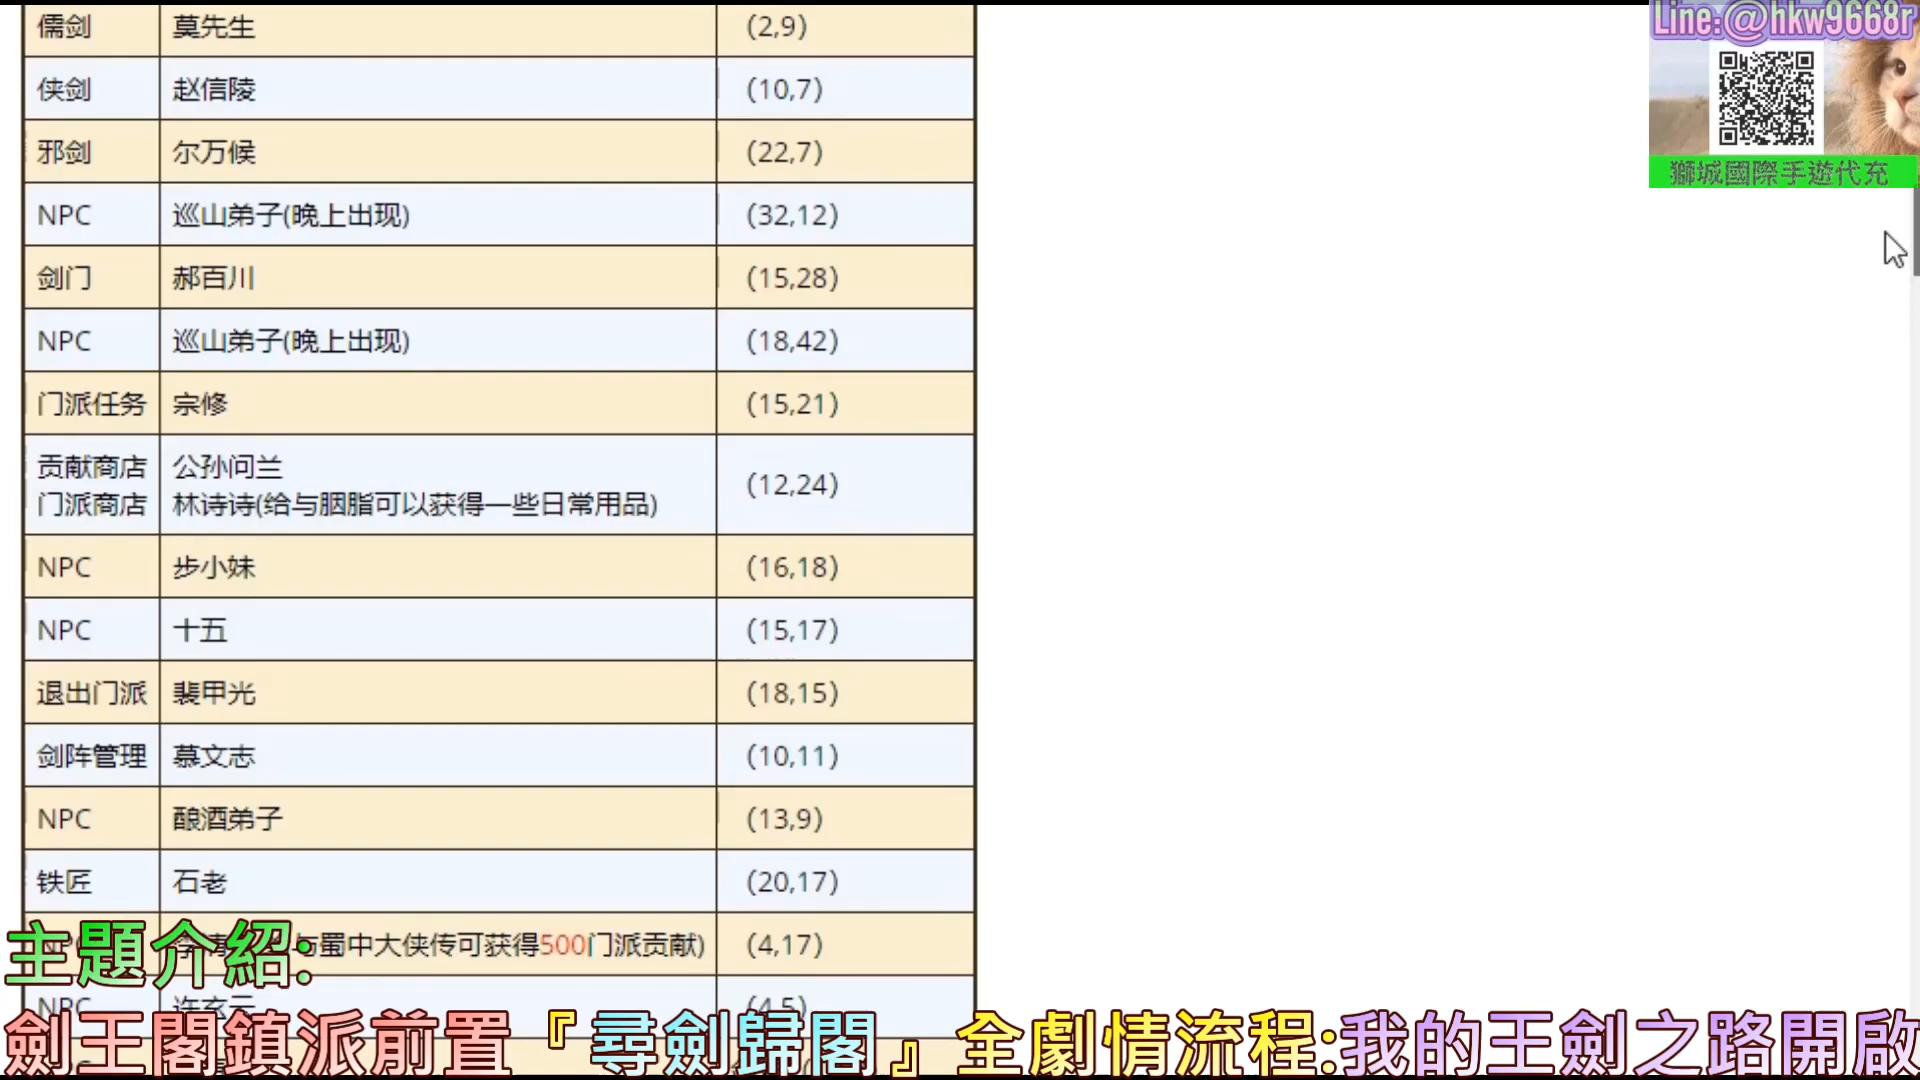 儒剑 莫先生 (2,9)
侠剑 赵信陵 (10,7)
邪剑 尔万候 (22,7)
NPC 巡山弟子(晚上出现) (32,12)
剑门 郝百川 (15,28)
NPC 巡山弟子(晚上出现) (18,42)
门派任务 宗修 (15,21)
贡献商店 公孙问兰
门派商店 林诗诗(给与胭脂可以获得一些日常用品) (12,24)
NPC 步小妹 (16,18)
NPC 十五 (15,17)
退出门派 裴甲光 (18,15)
剑阵管理 慕文志 (10,11)
NPC 酿酒弟子 (13,9)
铁匠 石老 (20,17)
与蜀中大侠传可获得500门派贡献) (4,17)
NPC 许玄元 (4,5)
Line:@hkw9668r
獅城國際手遊代充
主題介紹:
劍王閣鎮派前置『尋劍歸閣』全劇情流程:我的王劍之路開啟